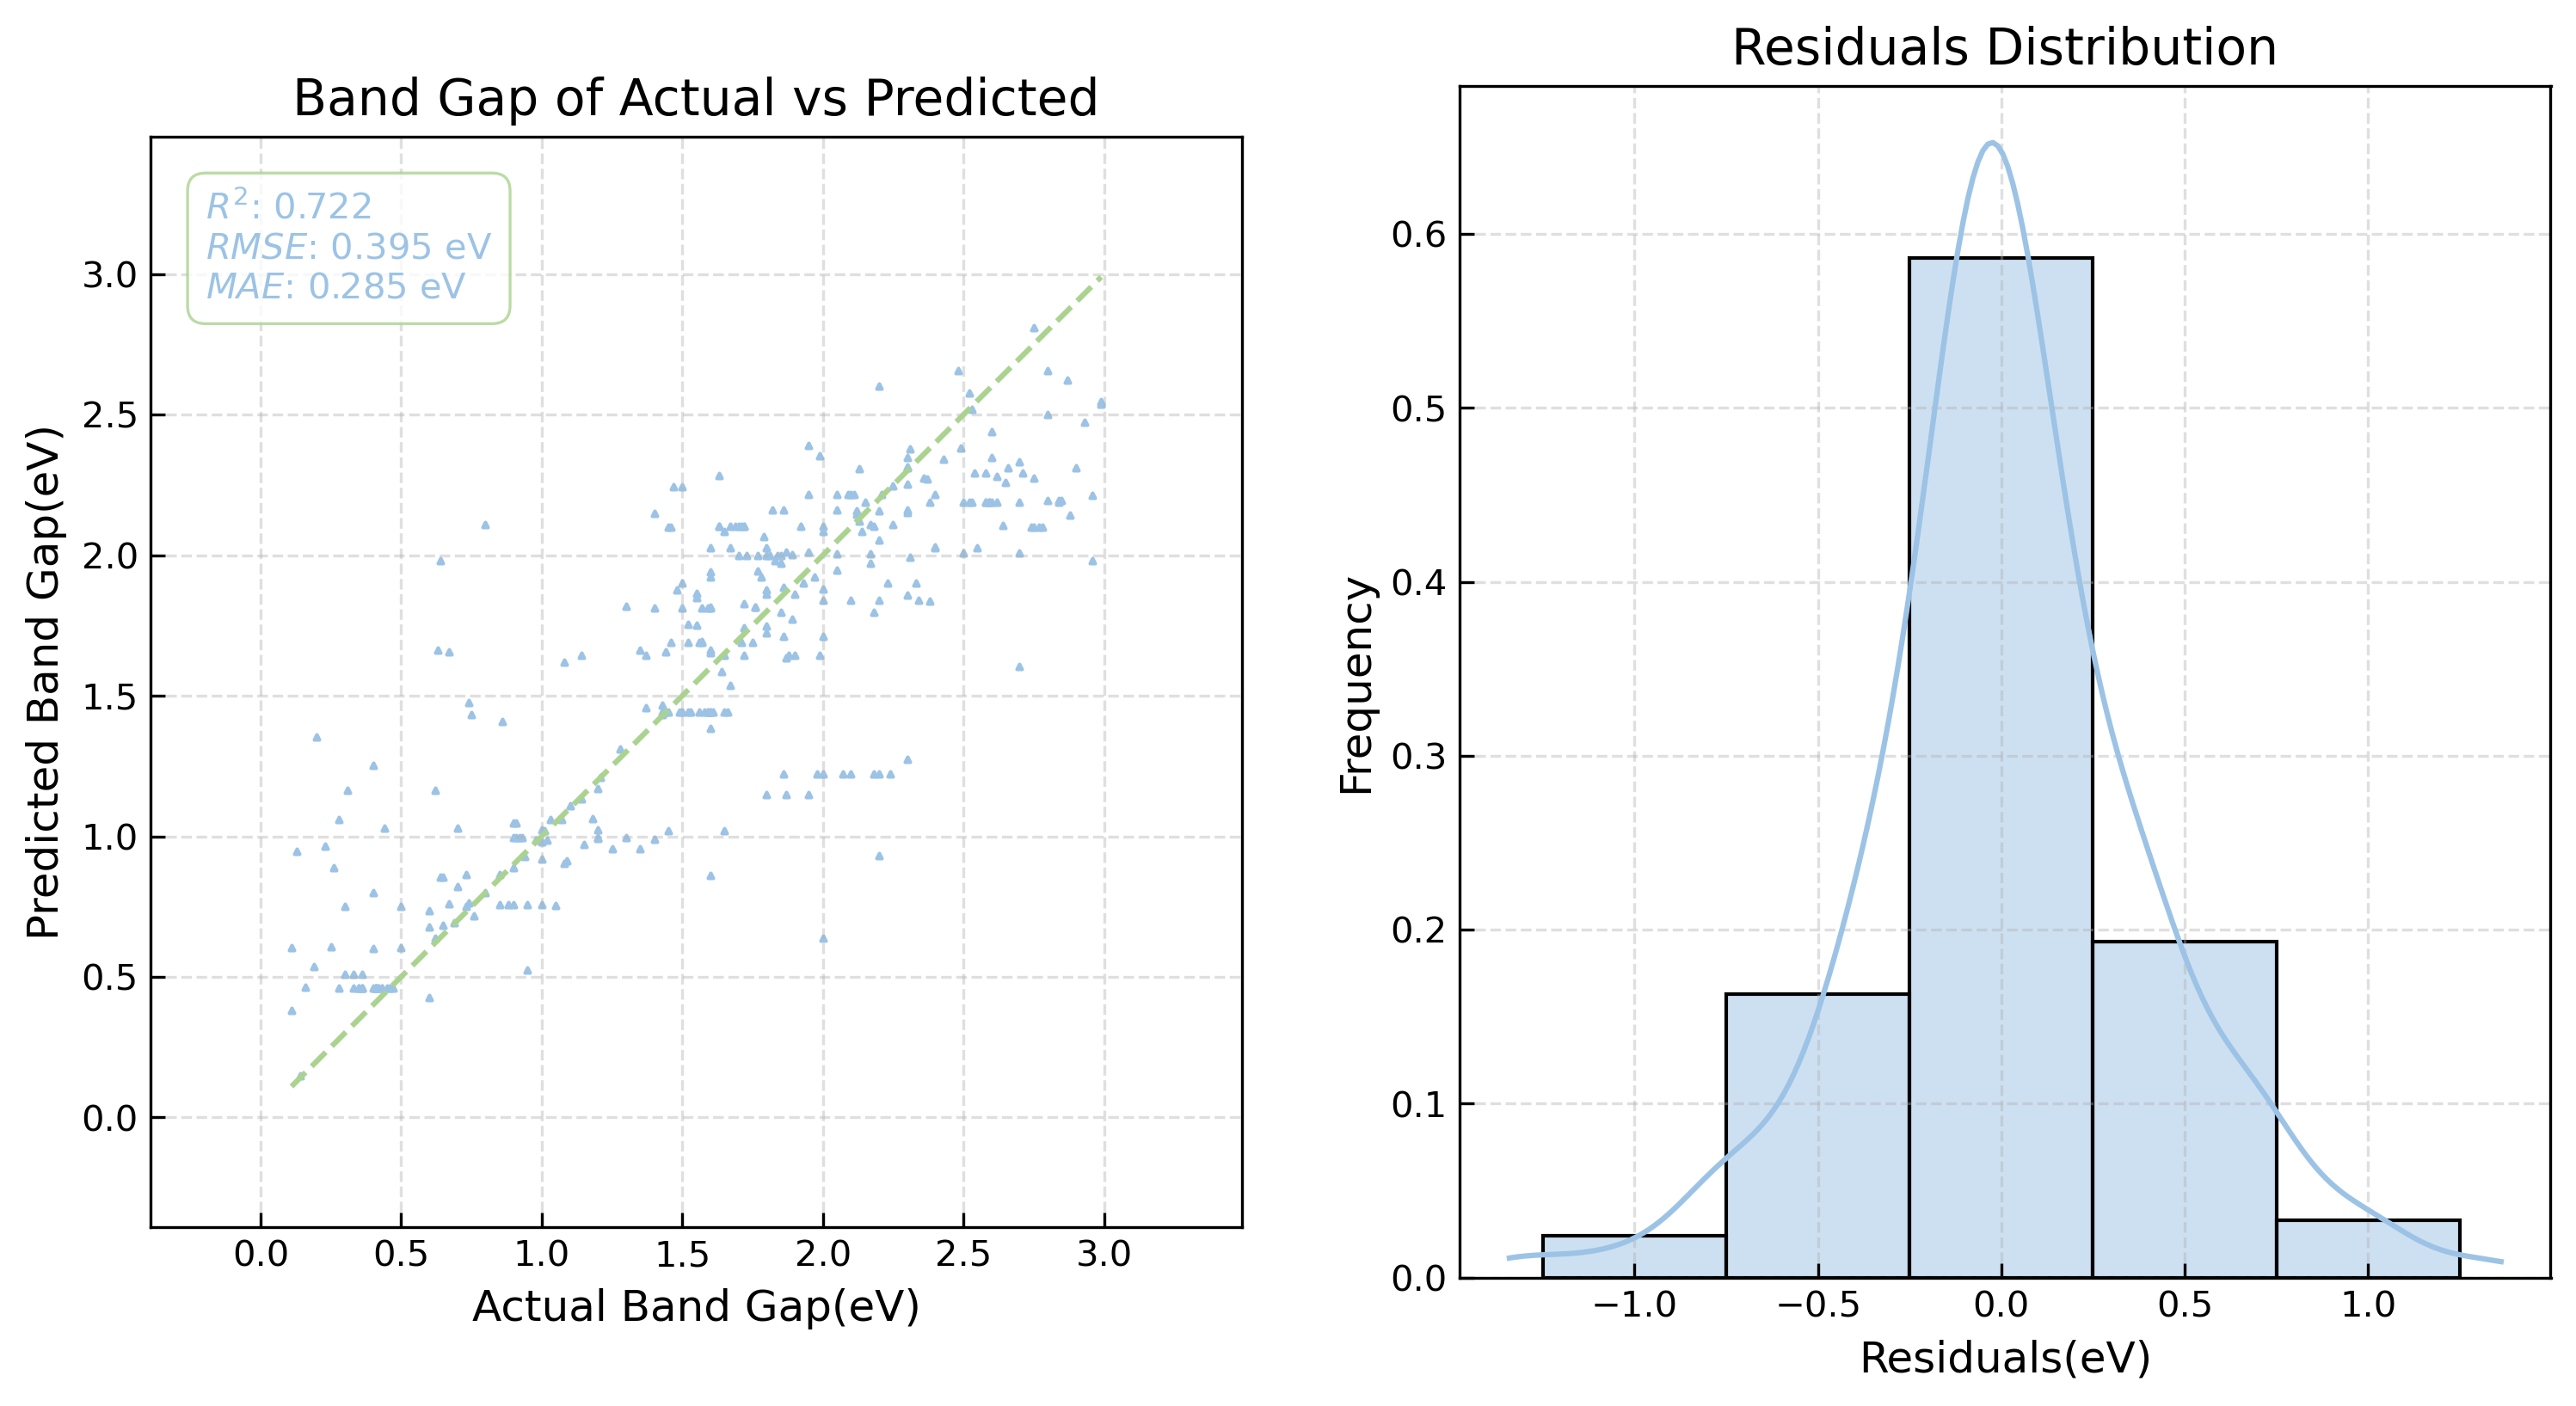 Band Gap of Actual vs Predicted
R²: 0.722
RMSE: 0.395 eV
MAE: 0.285 eV
Predicted Band Gap(eV)
3.0
2.5
2.0
1.5
1.0
0.5
0.0
0.0 0.5 1.0 1.5 2.0 2.5 3.0
Actual Band Gap(eV)
Residuals Distribution
Frequency
0.6
0.5
0.4
0.3
0.2
0.1
0.0
−1.0 −0.5 0.0 0.5 1.0
Residuals(eV)